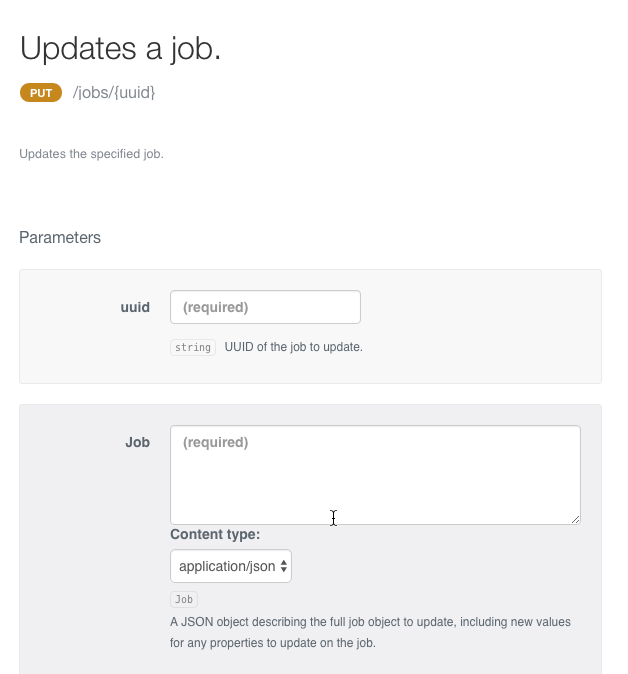 Updates a job.
PUT /jobs/{uuid}
Updates the specified job.
Parameters
uuid (required)
string UUID of the job to update.
Job (required)
Content type:
application/json
Job
A JSON object describing the full job object to update, including new values
for any properties to update on the job.